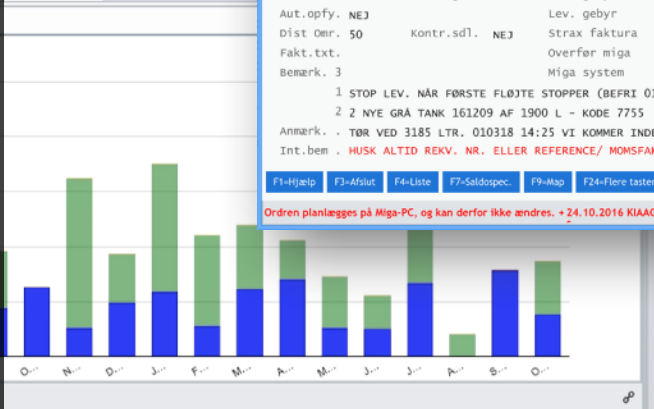 Aut.opfy. NEJ Lev. gebyr
Dist Omr. 50 Kontr.sdl. NEJ Strax faktura
Fakt.txt. Overfør miga
Bemærk. 3 Miga system
1 STOP LEV. NÅR FØRSTE FLØJTE STOPPER (BEFRI
2 2 NYE GRÅ TANK 161209 AF 1900 L - KODE 7755
Anmærk. . TØR VED 3185 LTR. 010318 14:25 VI KOMMER INDE
Int.bem . HUSK ALTID REKV. NR. ELLER REFERENCE/ MOMSFAK
F1=Hjælp F3=Afslut F4=Liste F7=Saldospec. F9=Map F24=Flere taster
Ordren planlægges på Miga-PC, og kan derfor ikke ændres. + 24.10.2016 KIAAG
O... N... D... J... F... M... A... M... J... J... A... S... O...